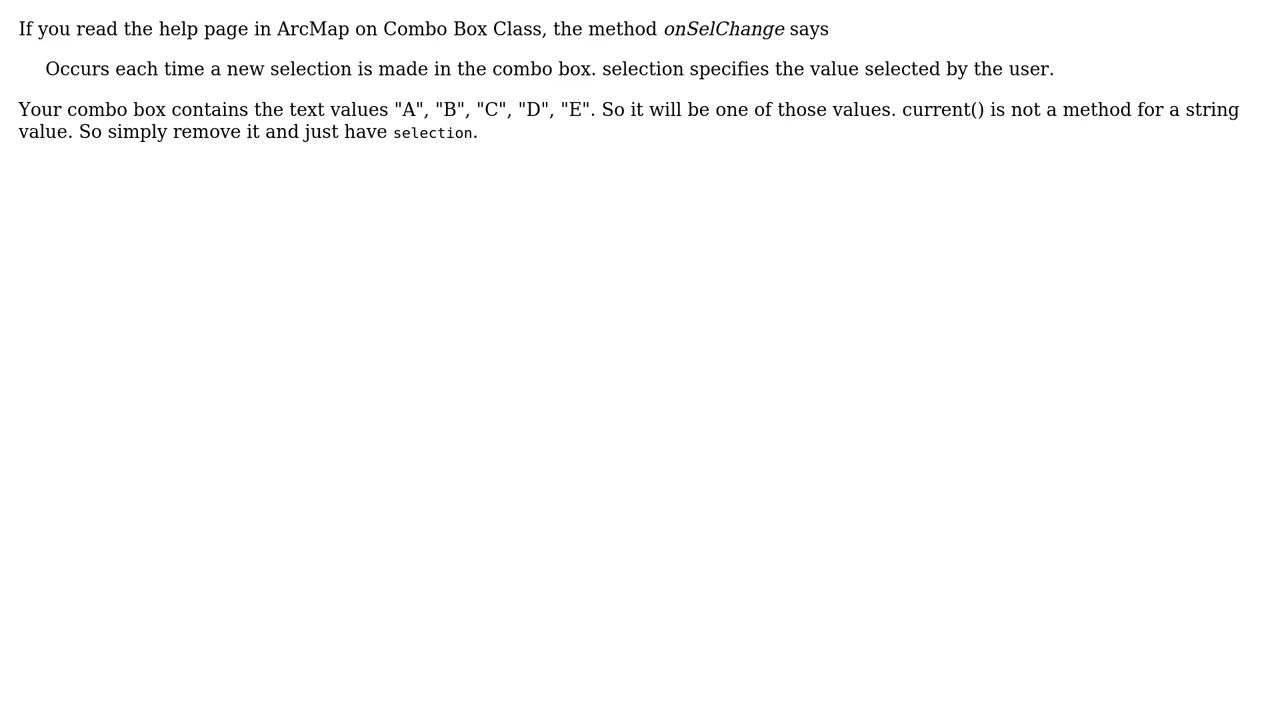 If you read the help page in ArcMap on Combo Box Class, the method onSelChange says
Occurs each time a new selection is made in the combo box. selection specifies the value selected by the user.
Your combo box contains the text values "A", "B", "C", "D", "E". So it will be one of those values. current() is not a method for a string
value. So simply remove it and just have selection.